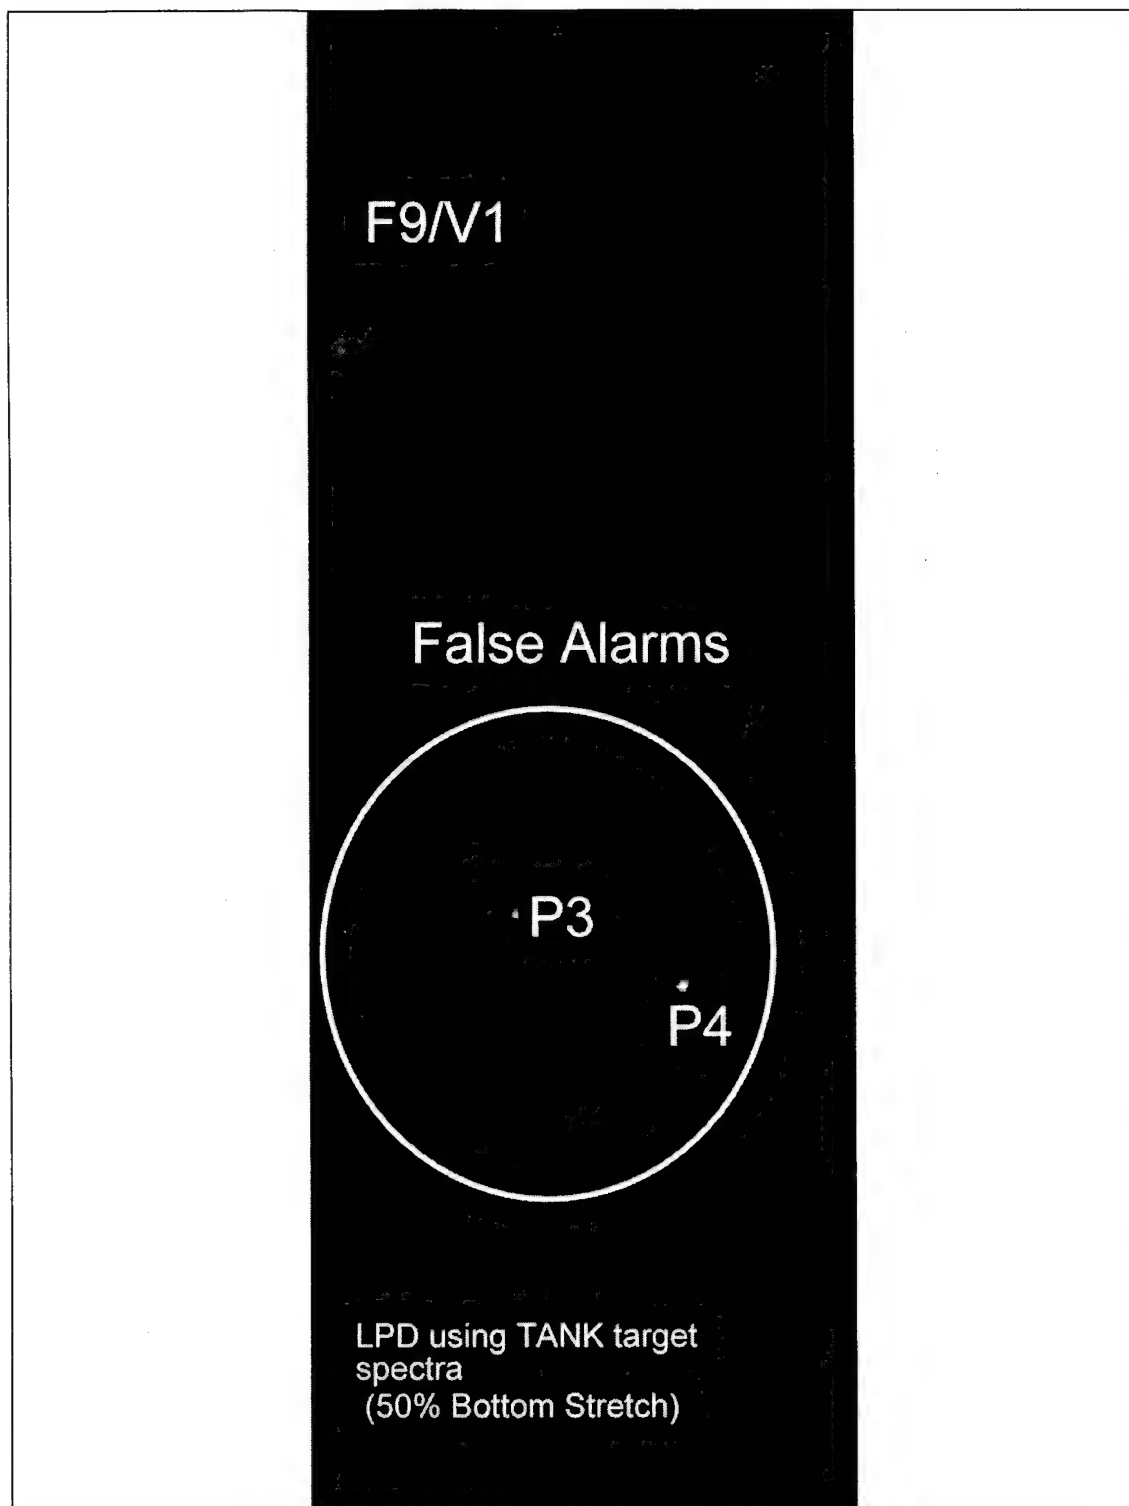 F9/V1
False Alarms
P3
P4
LPD using TANK target
spectra
(50% Bottom Stretch)